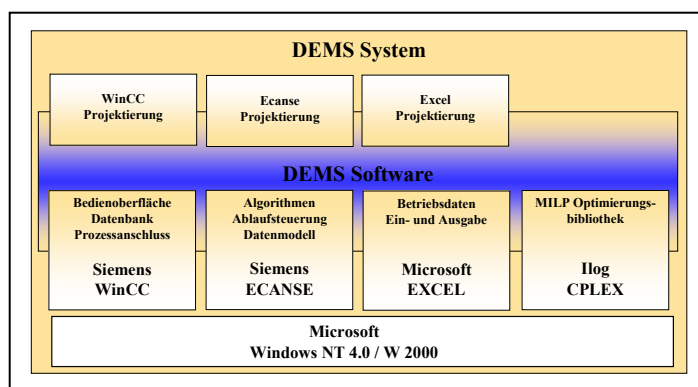 DEMS System
WinCC
Projektierung
Ecanse
Projektierung
Excel
Projektierung
DEMS Software
Bedienoberfläche
Datenbank
Prozessanschluss
Siemens
WinCC
Algorithmen
Ablaufsteuerung
Datenmodell
Siemens
ECANSE
Betriebsdaten
Ein- und Ausgabe
Microsoft
EXCEL
MILP Optimierungs-
bibliothek
Ilog
CPLEX
Microsoft
Windows NT 4.0 / W 2000